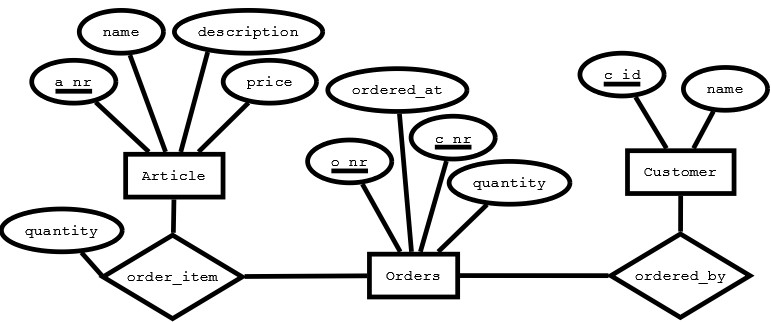 name
description
a_nr
price
c_id
name
ordered_at
c_nr
o_nr
Article
Customer
quantity
quantity
order_item
Orders
ordered_by